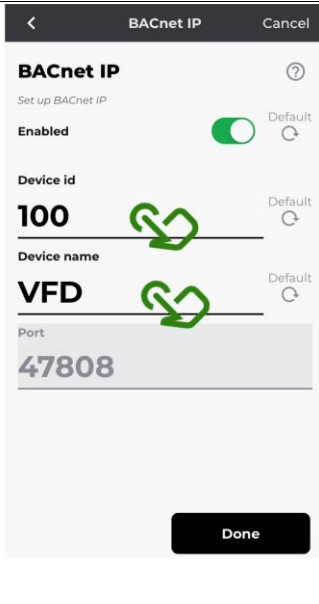 BACnet IP Cancel
BACnet IP
Set up BACnet IP
Enabled Default
Device id
100 Default
Device name
VFD Default
Port
47808
Done